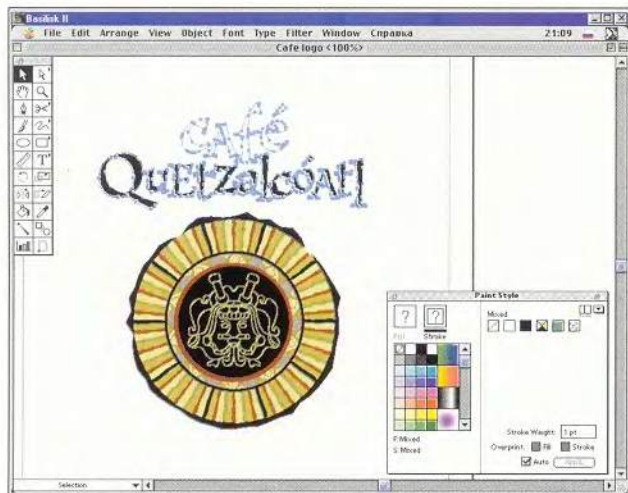 Basilisk II
File Edit Arrange View Object Font Type Filter Window Справка 21:09
Cafe logo <100%>
Café
Quetzalcóatl
Paint Style
Fill Stroke
Mixed
F: Mixed
S: Mixed
Stroke Weight: 1 pt
Overprint: Fill Stroke
Auto Apply
Selection